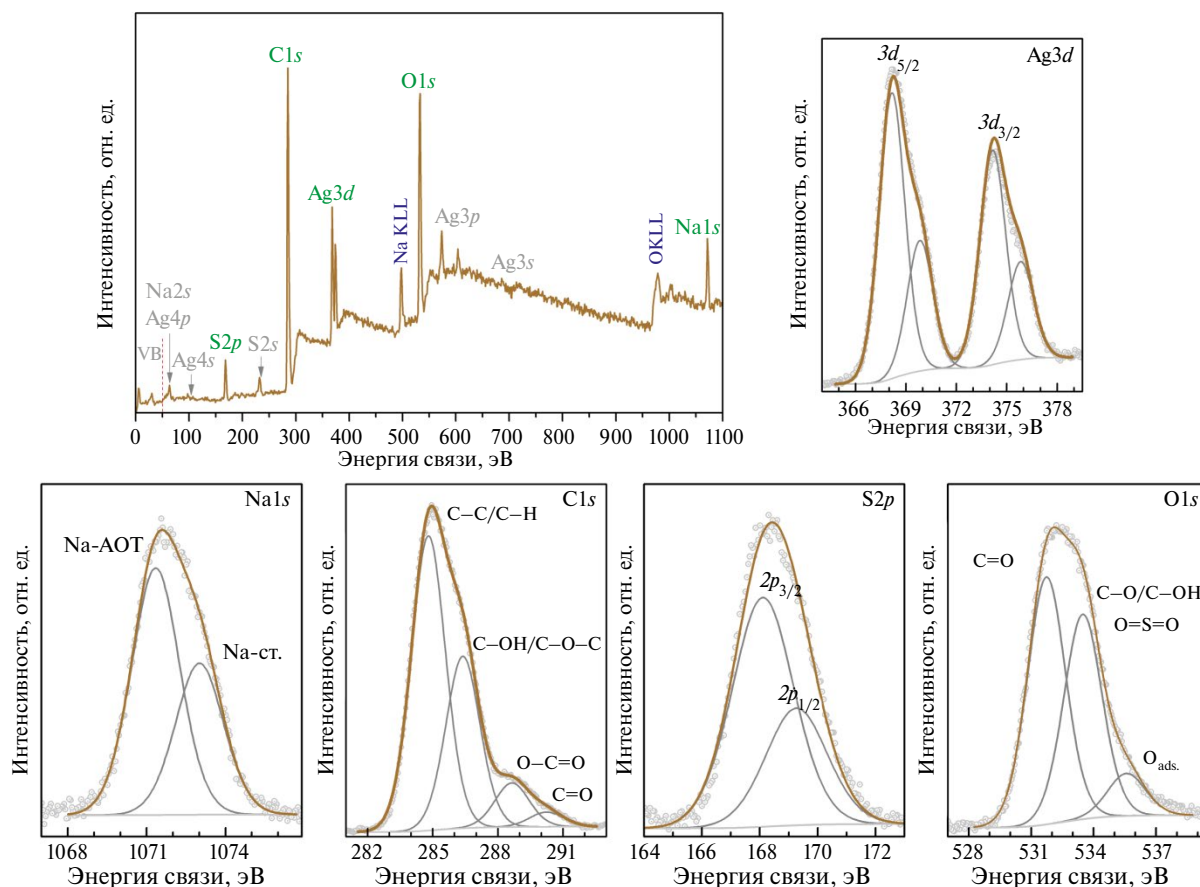 Интенсивность, отн. ед.
C1s
O1s
Ag3d
Na KLL
Ag3p
Ag3s
OKLL
Na1s
Na2s
Ag4p
VB
Ag4s
S2p
S2s
0 100 200 300 400 500 600 700 800 900 1000 1100
Энергия связи, эВ
Интенсивность, отн. ед.
Ag3d
3d5/2
3d3/2
366 369 372 375 378
Энергия связи, эВ
Интенсивность, отн. ед.
Na1s
Na-AOT
Na-ст.
1068 1071 1074
Энергия связи, эВ
Интенсивность, отн. ед.
C1s
C–C/C–H
C–OH/C–O–C
O–C=O
C=O
282 285 288 291
Энергия связи, эВ
Интенсивность, отн. ед.
S2p
2p3/2
2p1/2
164 166 168 170 172
Энергия связи, эВ
Интенсивность, отн. ед.
O1s
C=O
C–O/C–OH
O=S=O
Oads.
528 531 534 537
Энергия связи, эВ